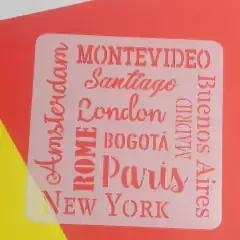 MONTEVIDEO
Santiago
London
BOGOTÁ
Paris
NEW YORK
Amsterdam
ROME
MADRID
Buenos Aires